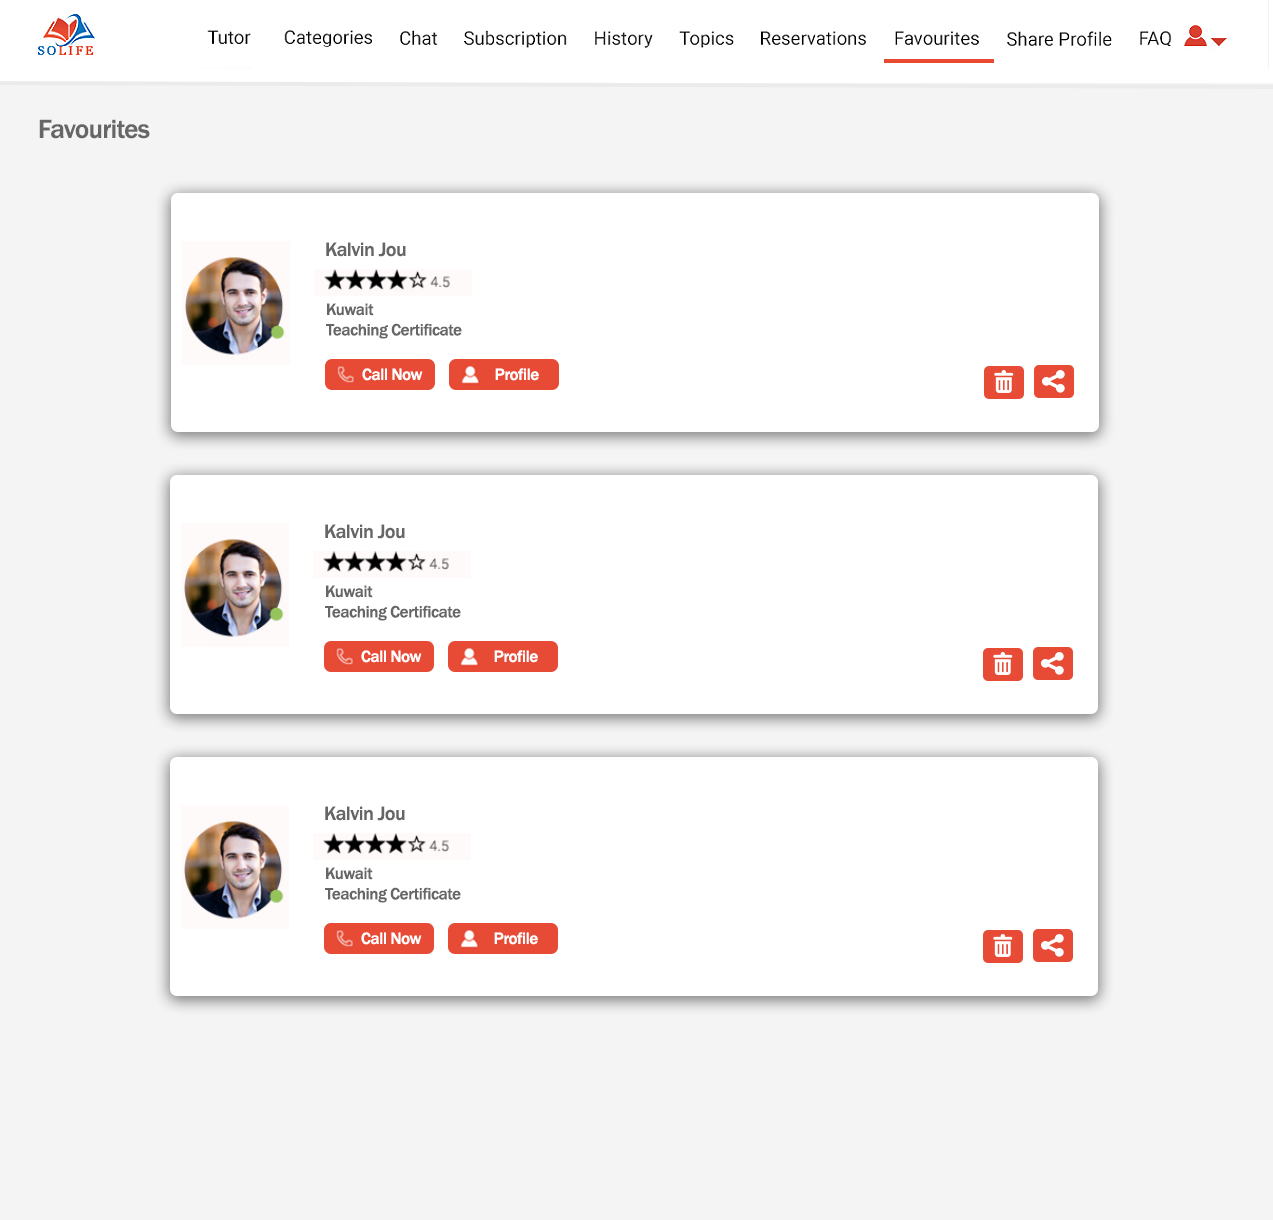 SOLIFE
Tutor Categories Chat Subscription History Topics Reservations Favourites Share Profile FAQ
Favourites
Kalvin Jou
4.5
Kuwait
Teaching Certificate
Call Now Profile
Kalvin Jou
4.5
Kuwait
Teaching Certificate
Call Now Profile
Kalvin Jou
4.5
Kuwait
Teaching Certificate
Call Now Profile